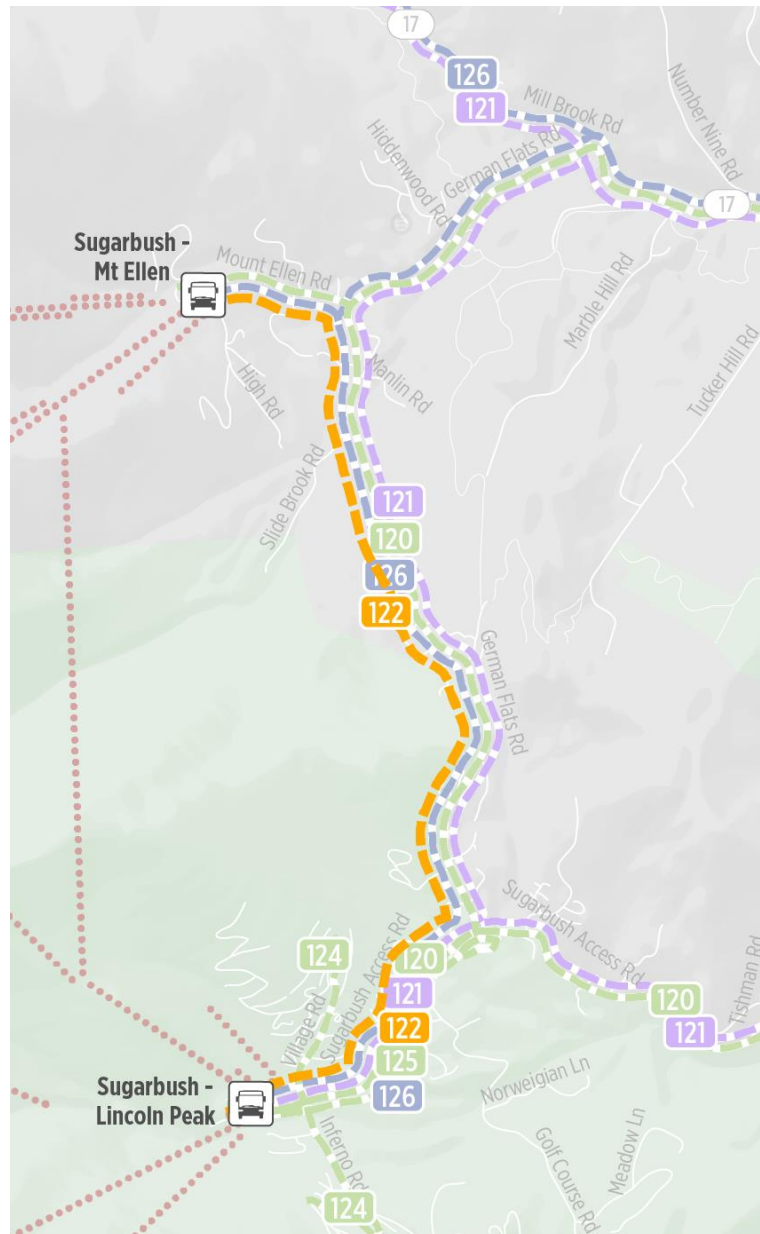 17
126
121
Mill Brook Rd
Number Nine Rd
Hiddenwood Rd
German Flats Rd
17
Sugarbush -
Mt Ellen
Mount Ellen Rd
Marble Hill Rd
Tucker Hill Rd
High Rd
Manlin Rd
Slide Brook Rd
121
120
126
122
German Flats Rd
Sugarbush Access Rd
Sugarbush Access Rd
124
120
121
122
125
126
120
121
Tishman Rd
Village Rd
Sugarbush -
Lincoln Peak
Norweigian Ln
Inferno Rd
Golf Course Rd
Meadow Ln
124